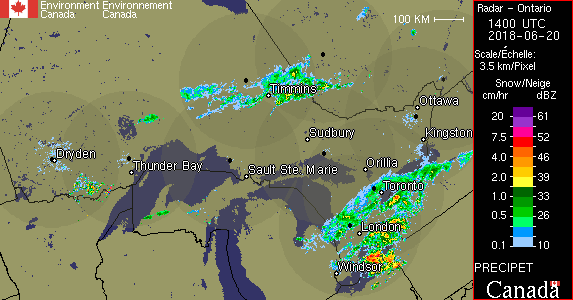 Environment Environnement
Canada Canada
100 KM
Radar - Ontario
1400 UTC
2018-06-20
Scale/Échelle:
3.5 km/Pixel
Snow/Neige
cm/hr dBZ
20 61
7.5 57
5.5 52
4.0 46
2.0 39
1.0 33
0.5 26
0.1 10
PRECIPET
Canada
Timmins
Ottawa
Sudbury
Kingston
Dryden
Thunder Bay
Sault Ste. Marie
Orillia
Toronto
London
Windsor